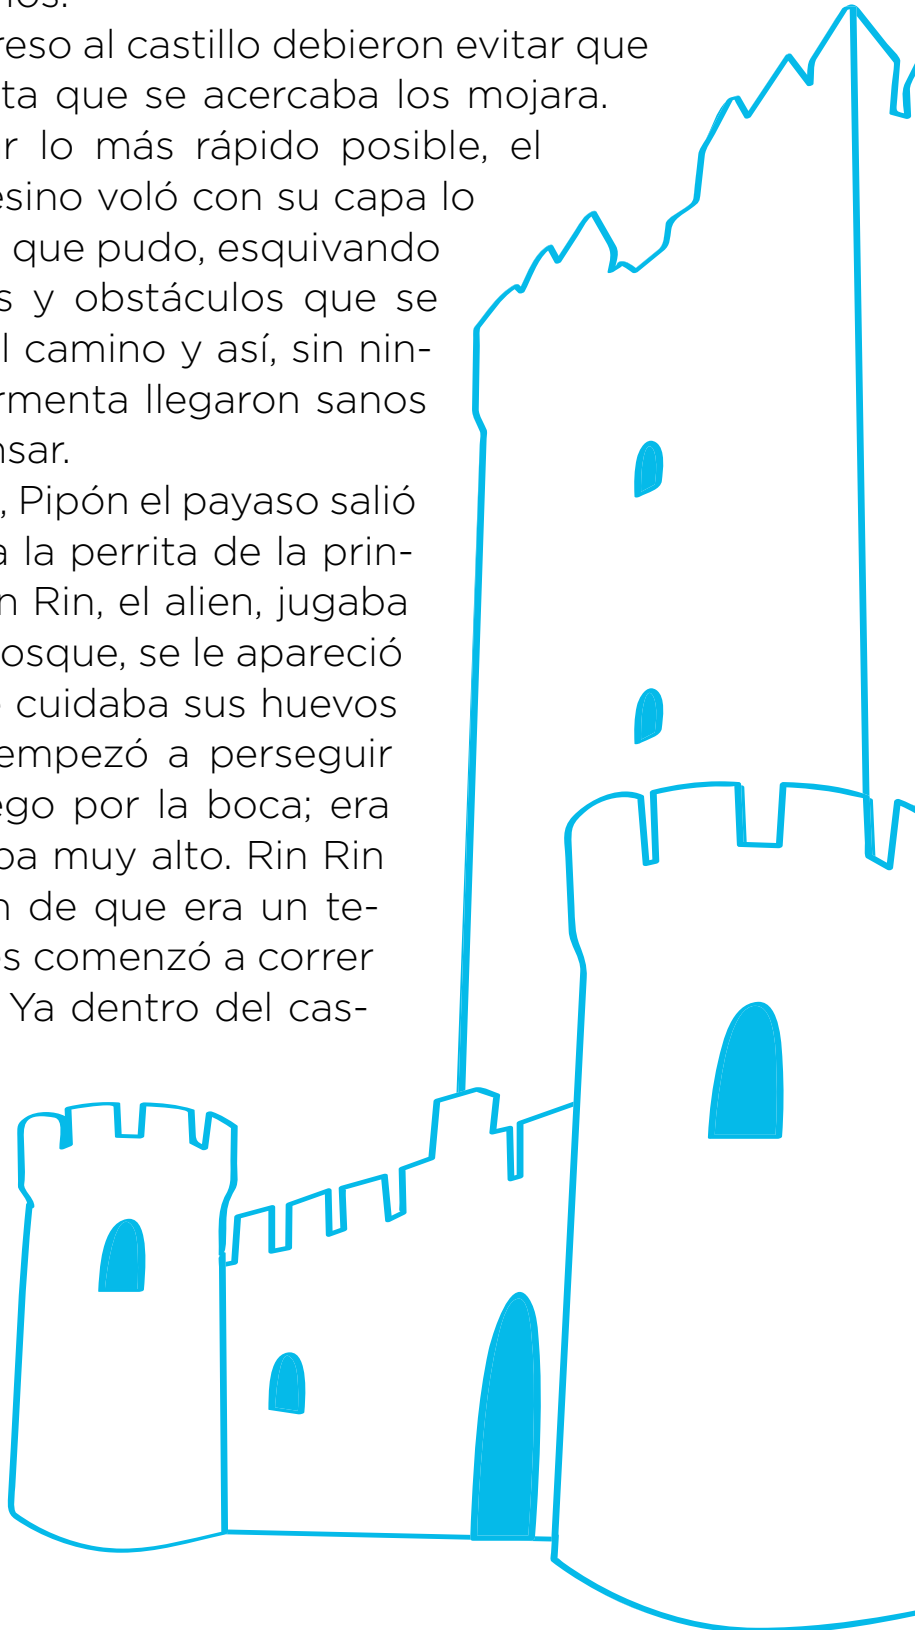 nos.
reso al castillo debieron evitar que
ta que se acercaba los mojara.
r lo más rápido posible, el
esino voló con su capa lo
que pudo, esquivando
s y obstáculos que se
l camino y así, sin nin-
rmenta llegaron sanos
nsar.
, Pipón el payaso salió
a la perrita de la prin-
n Rin, el alien, jugaba
osque, se le apareció
cuidaba sus huevos
empezó a perseguir
ego por la boca; era
ba muy alto. Rin Rin
n de que era un te-
es comenzó a correr
Ya dentro del cas-